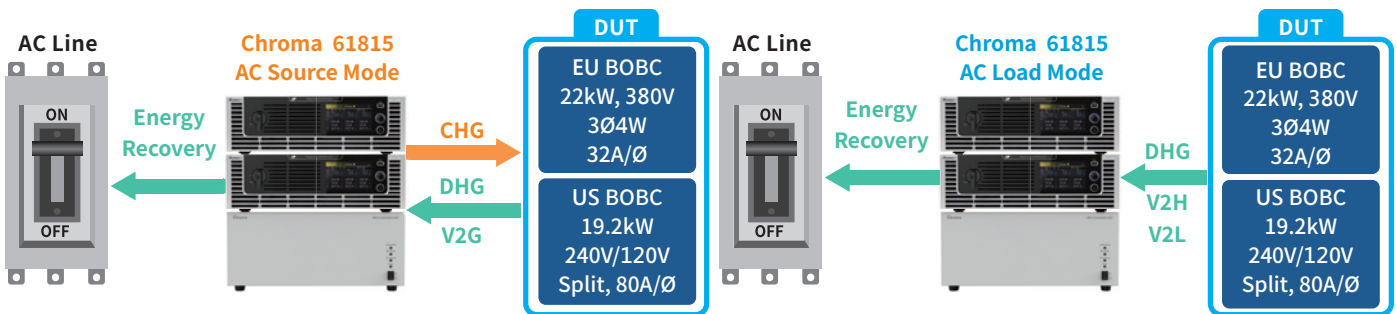 AC Line
ON
OFF
Energy
Recovery
Chroma 61815
AC Source Mode
CHG
DHG
V2G
DUT
EU BOBC
22kW, 380V
3Ø4W
32A/Ø
US BOBC
19.2kW
240V/120V
Split, 80A/Ø
AC Line
ON
OFF
Energy
Recovery
Chroma 61815
AC Load Mode
DHG
V2H
V2L
DUT
EU BOBC
22kW, 380V
3Ø4W
32A/Ø
US BOBC
19.2kW
240V/120V
Split, 80A/Ø